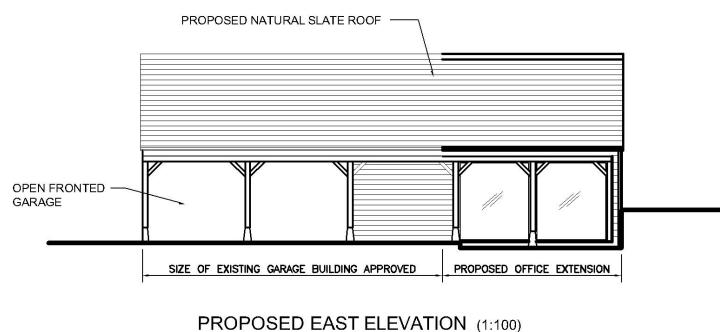 PROPOSED NATURAL SLATE ROOF
OPEN FRONTED
GARAGE
SIZE OF EXISTING GARAGE BUILDING APPROVED
PROPOSED OFFICE EXTENSION
PROPOSED EAST ELEVATION (1:100)